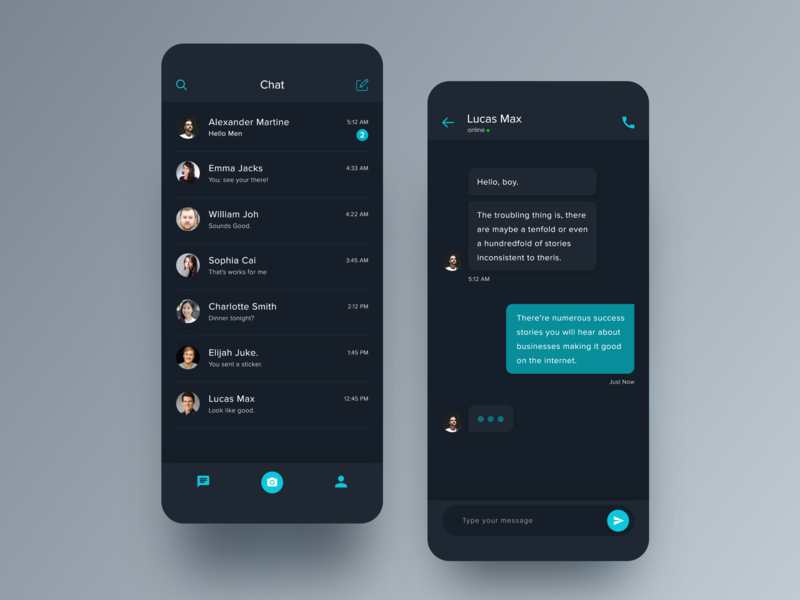 Chat
Alexander Martine
5:12 AM
Hello Men
2
Emma Jacks
4:33 AM
You: see your there!
William Joh
4:22 AM
Sounds Good.
Sophia Cai
3:45 AM
That's works for me
Charlotte Smith
2:12 PM
Dinner tonight?
Elijah Juke.
1:45 PM
You sent a sticker.
Lucas Max
12:45 PM
Look like good.
Lucas Max
online
Hello, boy.
The troubling thing is, there
are maybe a tenfold or even
a hundredfold of stories
inconsistent to theris.
5:12 AM
There're numerous success
stories you will hear about
businesses making it good
on the internet.
Just Now
Type your message